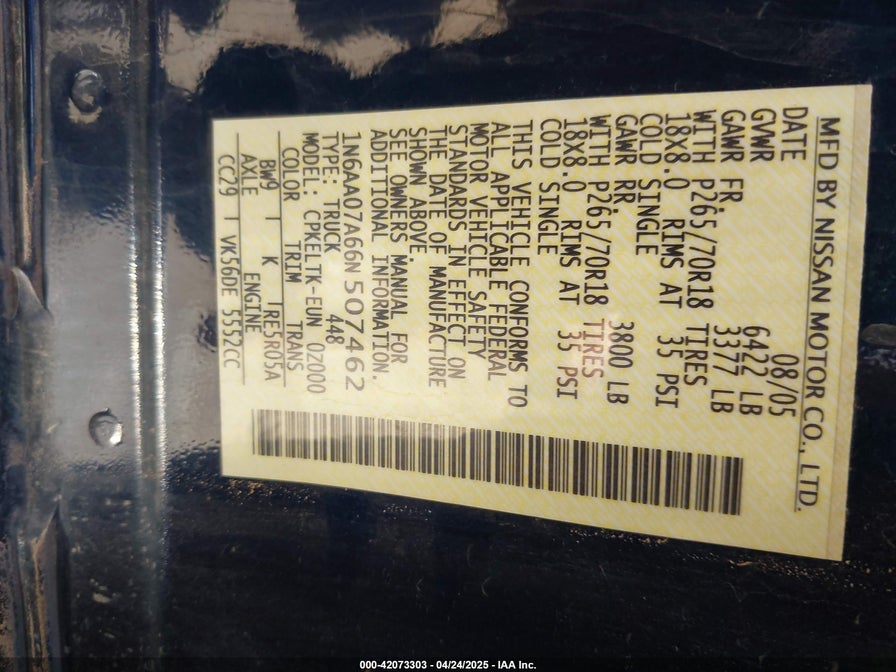 MFD BY NISSAN MOTOR CO., LTD.
DATE 08/05
GVWR 6422 LB
GAWR FR. 3377 LB
WITH P265/70R18 TIRES
18X8.0 RIMS AT 35 PSI
COLD SINGLE
GAWR RR. 3800 LB
WITH P265/70R18 TIRES
18X8.0 RIMS AT 35 PSI
COLD SINGLE
THIS VEHICLE CONFORMS TO
ALL APPLICABLE FEDERAL
MOTOR VEHICLE SAFETY
STANDARDS IN EFFECT ON
THE DATE OF MANUFACTURE
SHOWN ABOVE.
SEE OWNERS MANUAL FOR
ADDITIONAL INFORMATION.
1N6AA07A66N507462
TYPE: TRUCK 448
MODEL: CPKELTK-EUN 0Z000
COLOR TRIM TRANS
BW9 K RE5R05A
AXLE ENGINE
CC29 VK56DE 5552CC
000-42073303 - 04/24/2025 - IAA Inc.